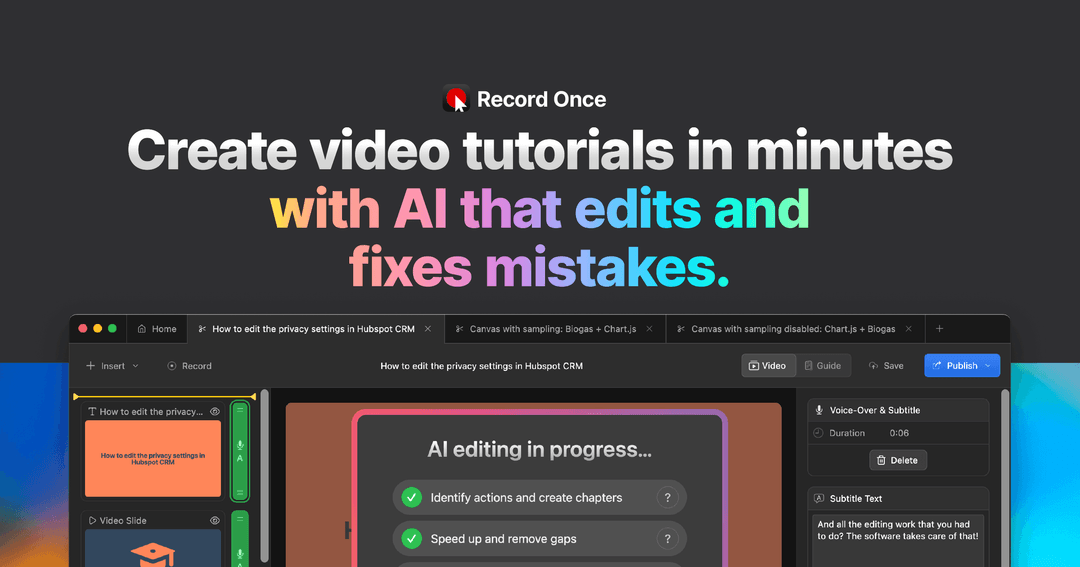 Record Once
Create video tutorials in minutes
with AI that edits and
fixes mistakes.
Home
How to edit the privacy settings in Hubspot CRM
Canvas with sampling: Biogas + Chart.js
Canvas with sampling disabled: Chart.js + Biogas
Insert
Record
How to edit the privacy settings in Hubspot CRM
Video
Guide
Save
Publish
How to edit the privacy...
How to edit the privacy settings in
Hubspot CRM
A
Video Slide
AI editing in progress...
Identify actions and create chapters
?
Speed up and remove gaps
?
Voice-Over & Subtitle
Duration 0:06
Delete
Subtitle Text
And all the editing work that you had
to do? The software takes care of that!